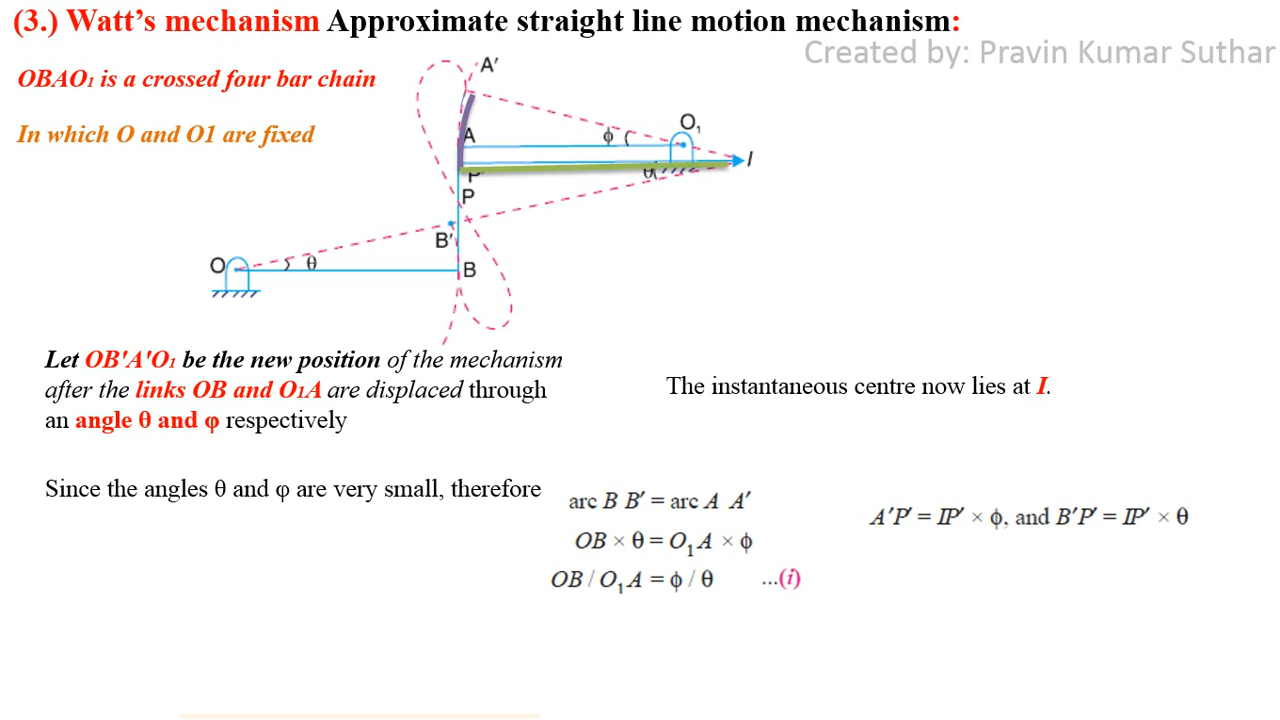 (3.) Watt's mechanism Approximate straight line motion mechanism:
Created by: Pravin Kumar Suthar
OBAO₁ is a crossed four bar chain
In which O and O1 are fixed
A'
A
ϕ
O₁
I
θ
P'
P
B'
O
θ
B
Let OB'A'O₁ be the new position of the mechanism
after the links OB and O₁A are displaced through
an angle θ and φ respectively
The instantaneous centre now lies at I.
Since the angles θ and φ are very small, therefore
arc B B′ = arc A A′
OB × θ = O₁ A × ϕ
OB / O₁ A = ϕ / θ ...(i)
A′P′ = IP′ × ϕ, and B′P′ = IP′ × θ